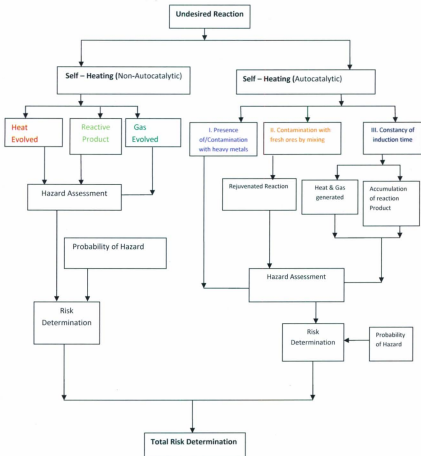 Undesired Reaction
Self – Heating (Non-Autocatalytic)
Self – Heating (Autocatalytic)
Heat
Evolved
Reactive
Product
Gas
Evolved
I. Presence
of/Contamination
with heavy metals
II. Contamination with
fresh orcs by mixing
III. Constancy of
induction time
Hazard Assessment
Rejuvenated Reaction
Heat & Gas
generated
Accumulation
of reaction
Product
Probability of Hazard
Hazard Assessment
Risk
Determination
Risk
Determination
Probability
of Hazard
Total Risk Determination